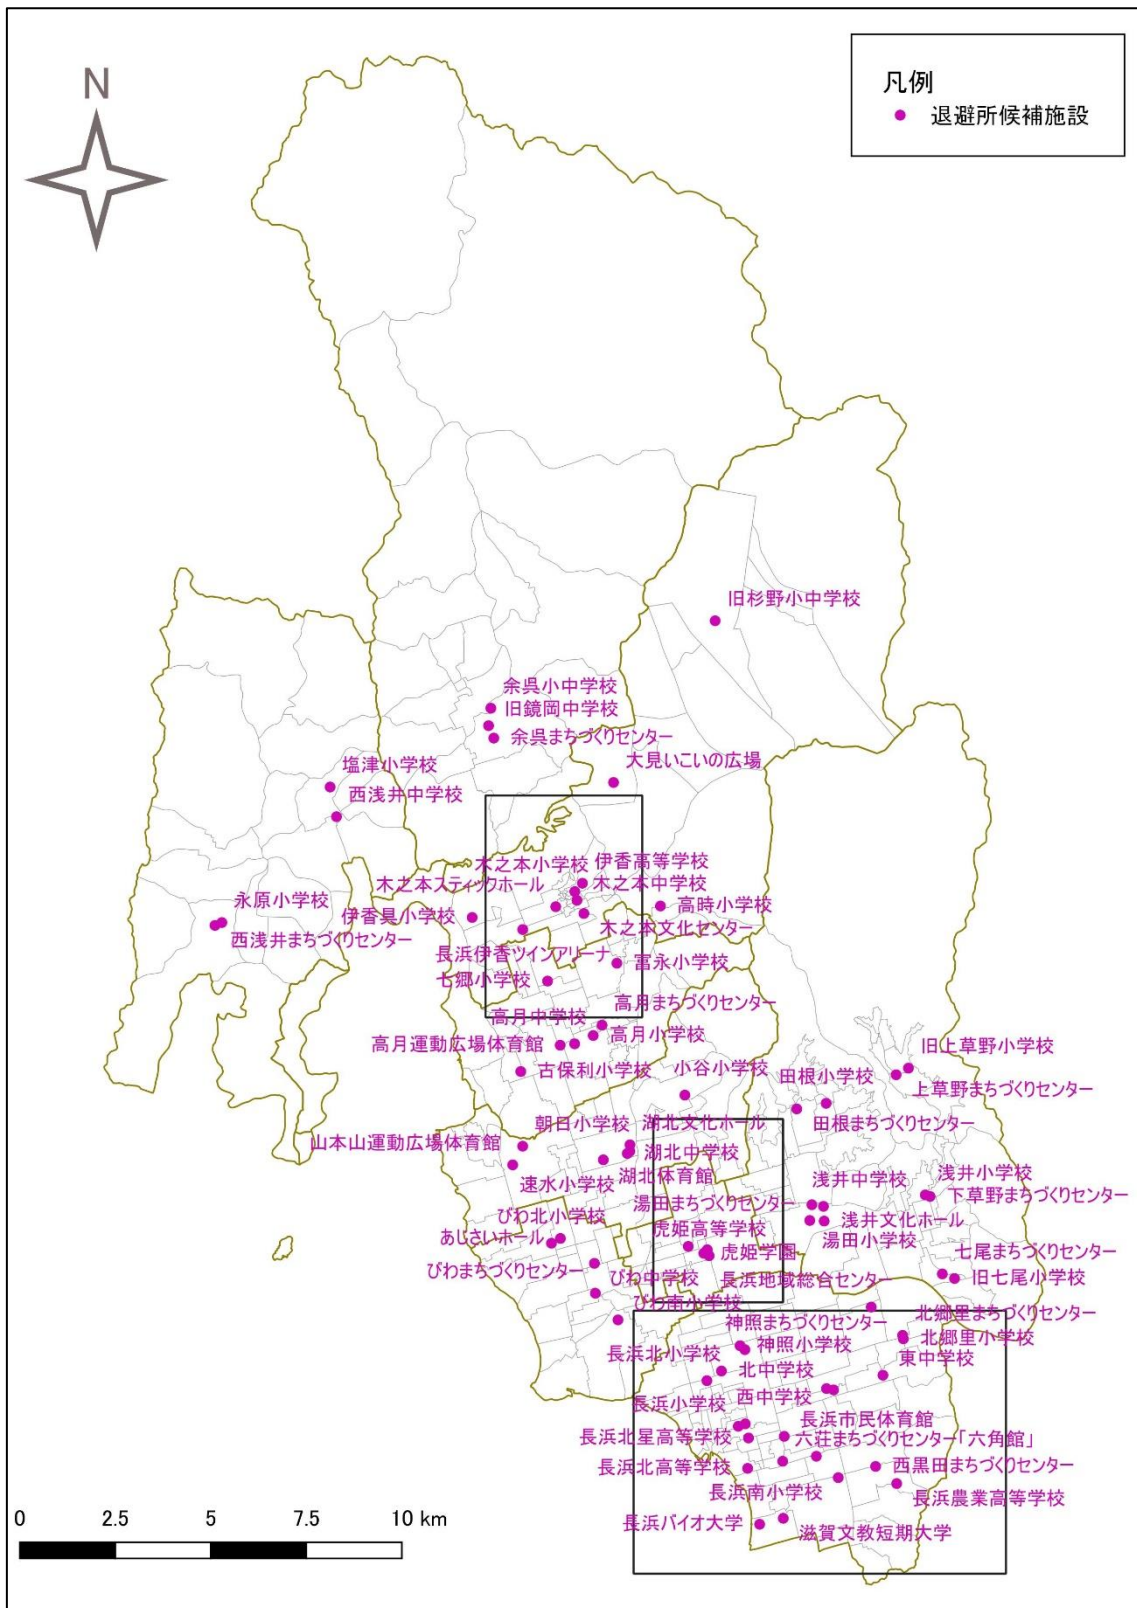 N
凡例
退避所候補施設
旧杉野小中学校
余呉小中学校
旧鏡岡中学校
余呉まちづくりセンター
大見いこいの広場
塩津小学校
西浅井中学校
木之本小学校
伊香高等学校
木之本スティックホール
木之本中学校
永原小学校
伊香具小学校
高時小学校
西浅井まちづくりセンター
木之本文化センター
長浜伊香ツインアリーナ
富永小学校
七郷小学校
高月まちづくりセンター
高月中学校
高月小学校
高月運動広場体育館
旧上草野小学校
古保利小学校
小谷小学校
田根小学校
上草野まちづくりセンター
朝日小学校
湖北文化ホール
田根まちづくりセンター
山本山運動広場体育館
湖北中学校
湖北体育館
浅井中学校
浅井小学校
速水小学校
下草野まちづくりセンター
湯田まちづくりセンター
びわ北小学校
浅井文化ホール
あじさいホール
虎姫高等学校
湯田小学校
虎姫学園
七尾まちづくりセンター
びわまちづくりセンター
びわ中学校
長浜地域総合センター
旧七尾小学校
びわ南小学校
北郷里まちづくりセンター
神照まちづくりセンター
北郷里小学校
長浜北小学校
神照小学校
東中学校
北中学校
西中学校
長浜小学校
長浜市民体育館
長浜北星高等学校
六荘まちづくりセンター「六角館」
長浜北高等学校
西黒田まちづくりセンター
長浜南小学校
長浜農業高等学校
長浜バイオ大学
滋賀文教短期大学
0 2.5 5 7.5 10 km